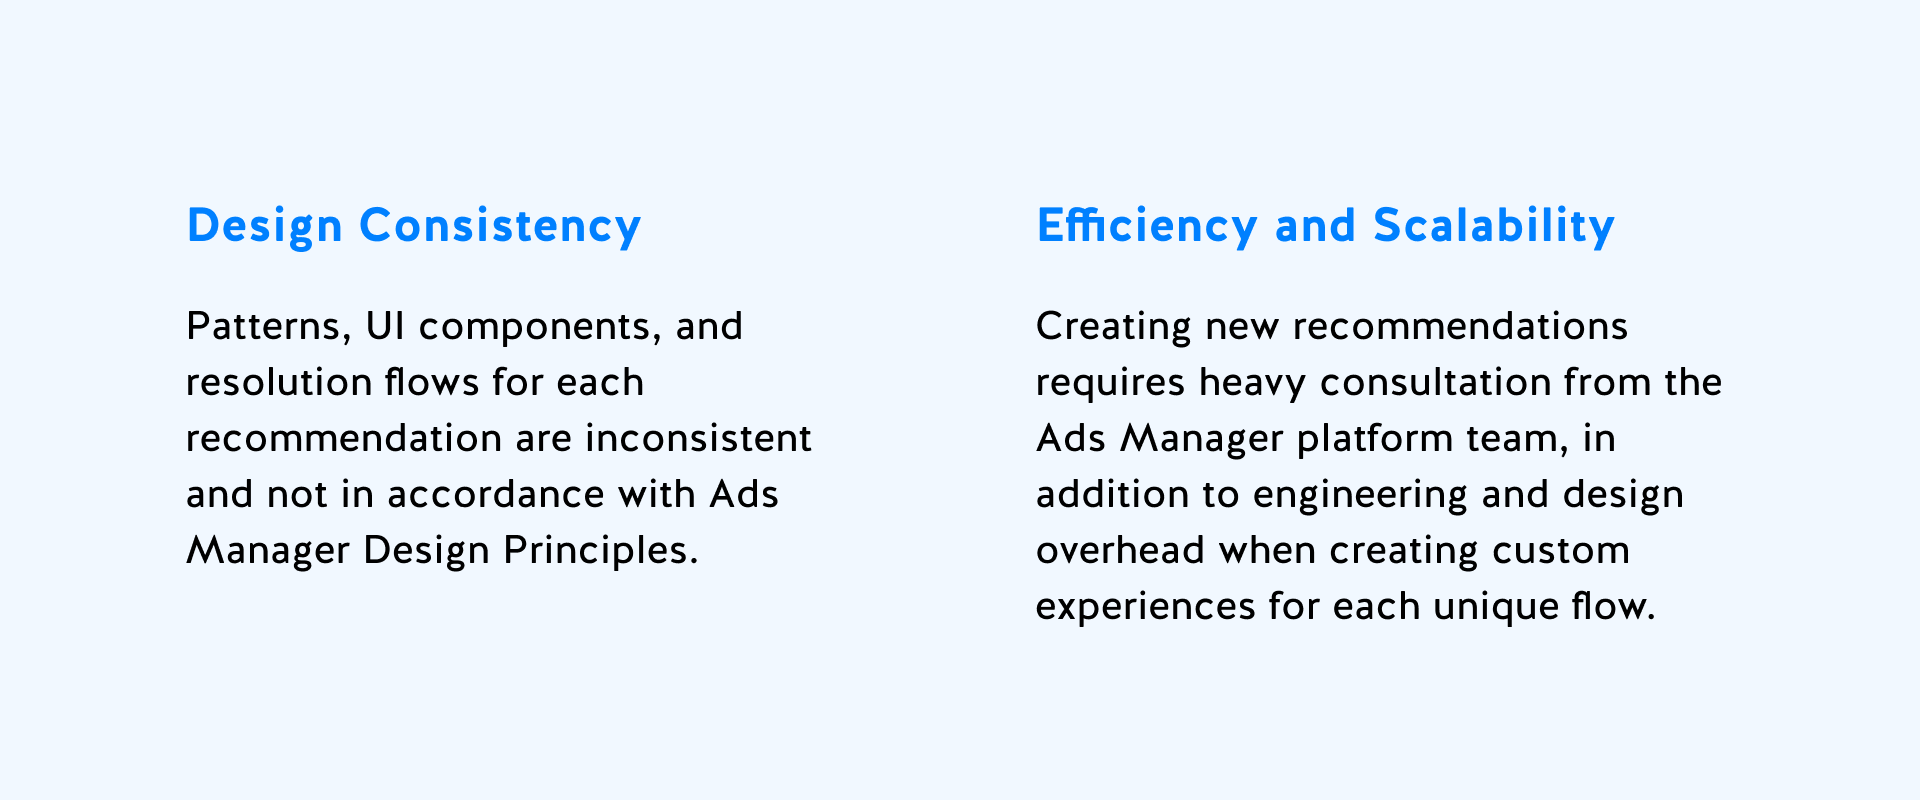 Design Consistency
Patterns, UI components, and
resolution flows for each
recommendation are inconsistent
and not in accordance with Ads
Manager Design Principles.
Efficiency and Scalability
Creating new recommendations
requires heavy consultation from the
Ads Manager platform team, in
addition to engineering and design
overhead when creating custom
experiences for each unique flow.